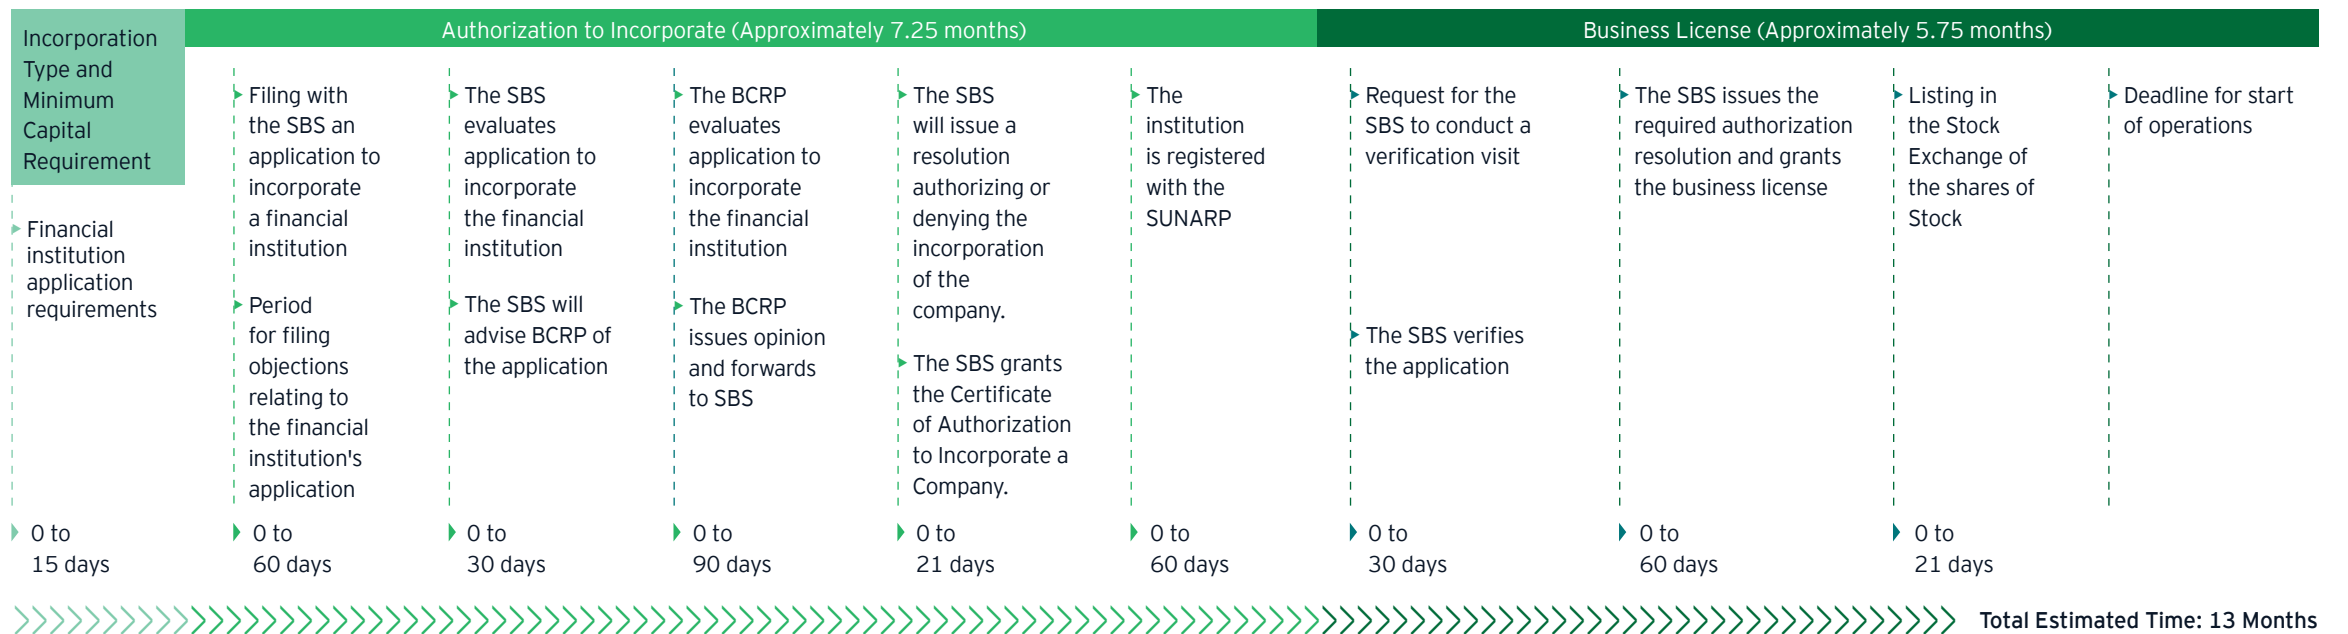 Incorporation
Type and
Minimum
Capital
Requirement
Financial
institution
application
requirements
0 to
15 days
Authorization to Incorporate (Approximately 7.25 months)
Filing with
the SBS an
application to
incorporate
a financial
institution
Period
for filing
objections
relating to
the financial
institution's
application
0 to
60 days
The SBS
evaluates
application to
incorporate
the financial
institution
The SBS will
advise BCRP of
the application
0 to
30 days
The BCRP
evaluates
application to
incorporate
the financial
institution
The BCRP
issues opinion
and forwards
to SBS
0 to
90 days
The SBS
will issue a
resolution
authorizing or
denying the
incorporation
of the
company.
The SBS grants
the Certificate
of Authorization
to Incorporate a
Company.
0 to
21 days
The
institution
is registered
with the
SUNARP
0 to
60 days
Business License (Approximately 5.75 months)
Request for the
SBS to conduct a
verification visit
The SBS verifies
the application
0 to
30 days
The SBS issues the
required authorization
resolution and grants
the business license
0 to
60 days
Listing in
the Stock
Exchange of
the shares of
Stock
0 to
21 days
Deadline for start
of operations
Total Estimated Time: 13 Months